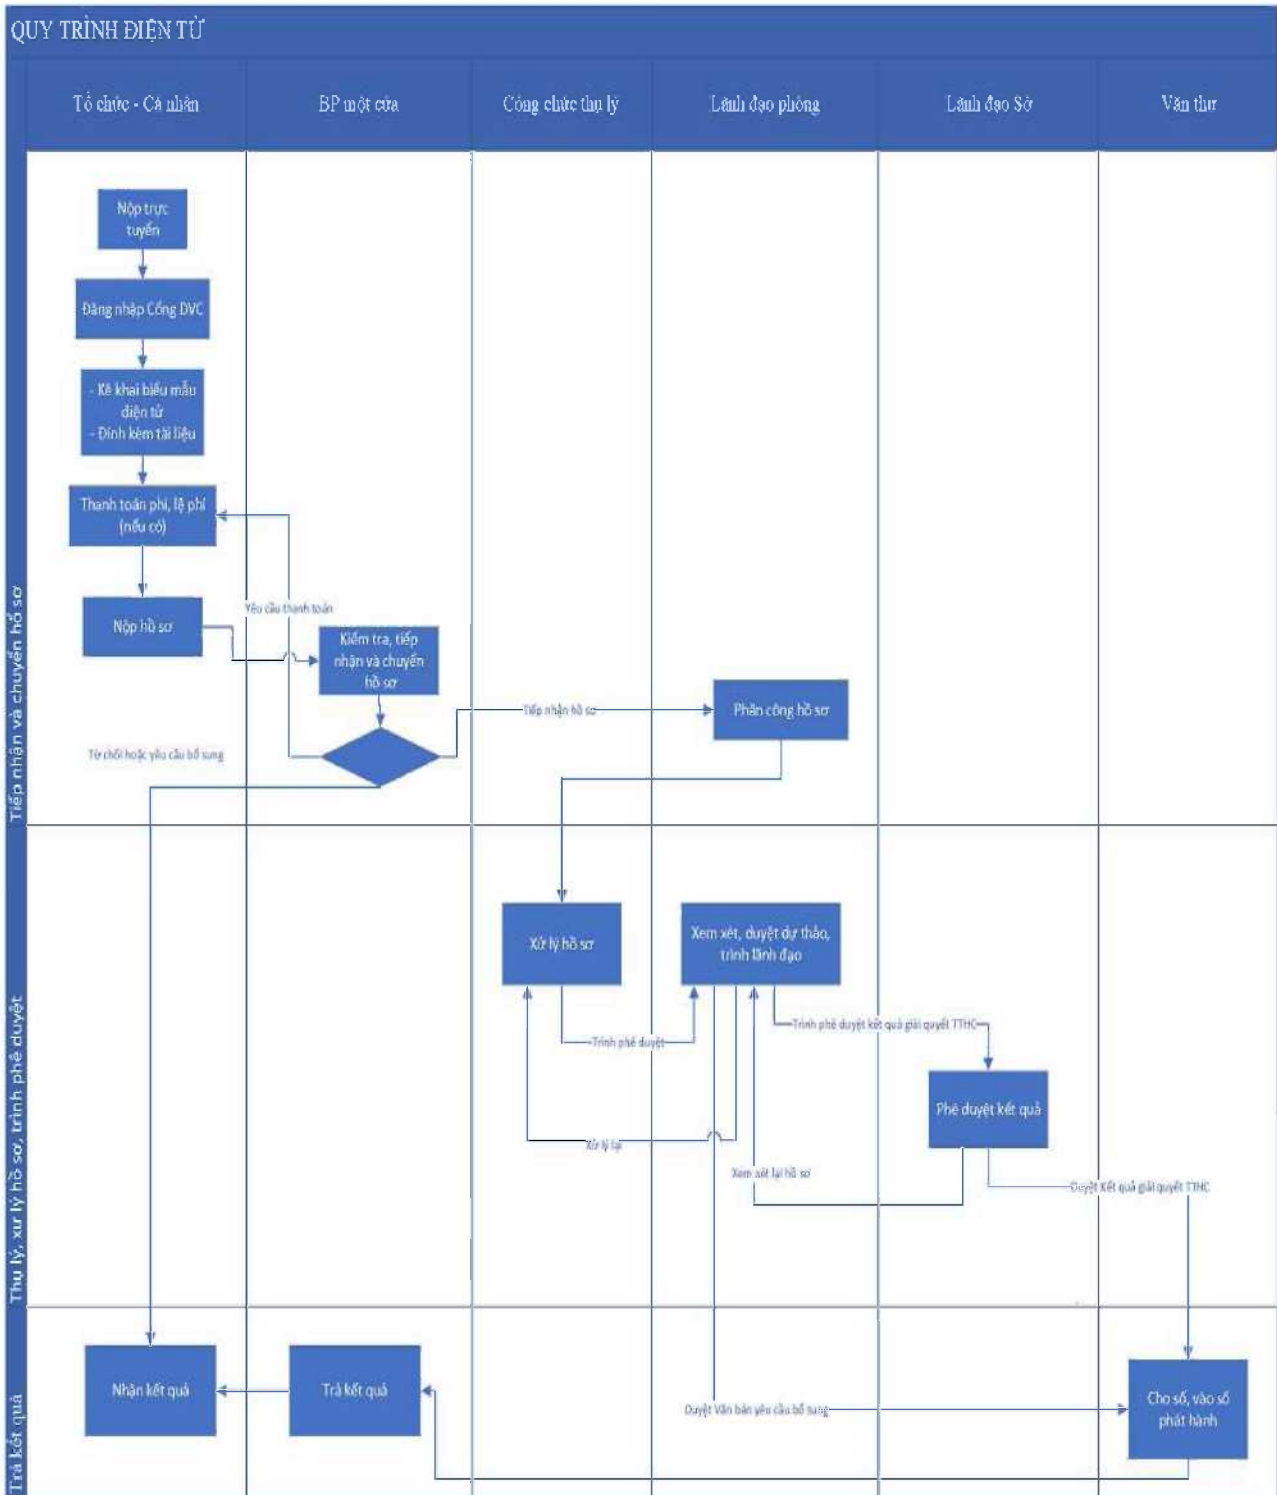 QUY TRÌNH ĐIỆN TỬ
Tổ chức - Cá nhân
BP một cửa
Công chức thụ lý
Lãnh đạo phòng
Lãnh đạo Sở
Văn thư
Tiếp nhận và chuyển hồ sơ
Nộp trực
tuyến
Đăng nhập Cổng DVC
- Kê khai biểu mẫu
điện tử
- Đính kèm tài liệu
Thanh toán phí, lệ phí
(nếu có)
Nộp hồ sơ
Yêu cầu thanh toán
Kiểm tra, tiếp
nhận và chuyển
hồ sơ
Tiếp nhận hồ sơ
Phân công hồ sơ
Từ chối hoặc yêu cầu bổ sung
Thụ lý, xử lý hồ sơ, trình phê duyệt
Xử lý hồ sơ
Xem xét, duyệt dự thảo,
trình lãnh đạo
Trình phê duyệt
Trình phê duyệt kết quả giải quyết TTHC
Phê duyệt kết quả
Xử lý lại
Xem xét lại hồ sơ
Duyệt Kết quả giải quyết TTHC
Trả kết quả
Nhận kết quả
Trả kết quả
Duyệt Văn bản yêu cầu bổ sung
Cho số, vào số
phát hành